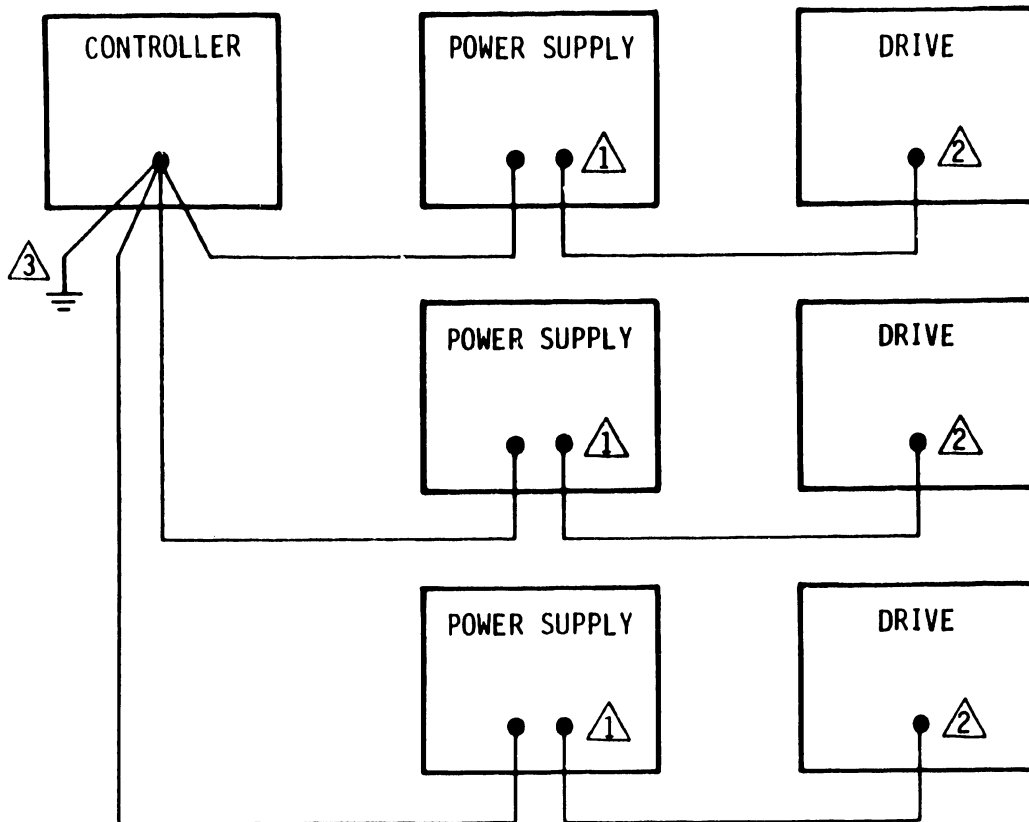 CONTROLLER
POWER SUPPLY
DRIVE
1
2
3
POWER SUPPLY
DRIVE
1
2
POWER SUPPLY
DRIVE
1
2